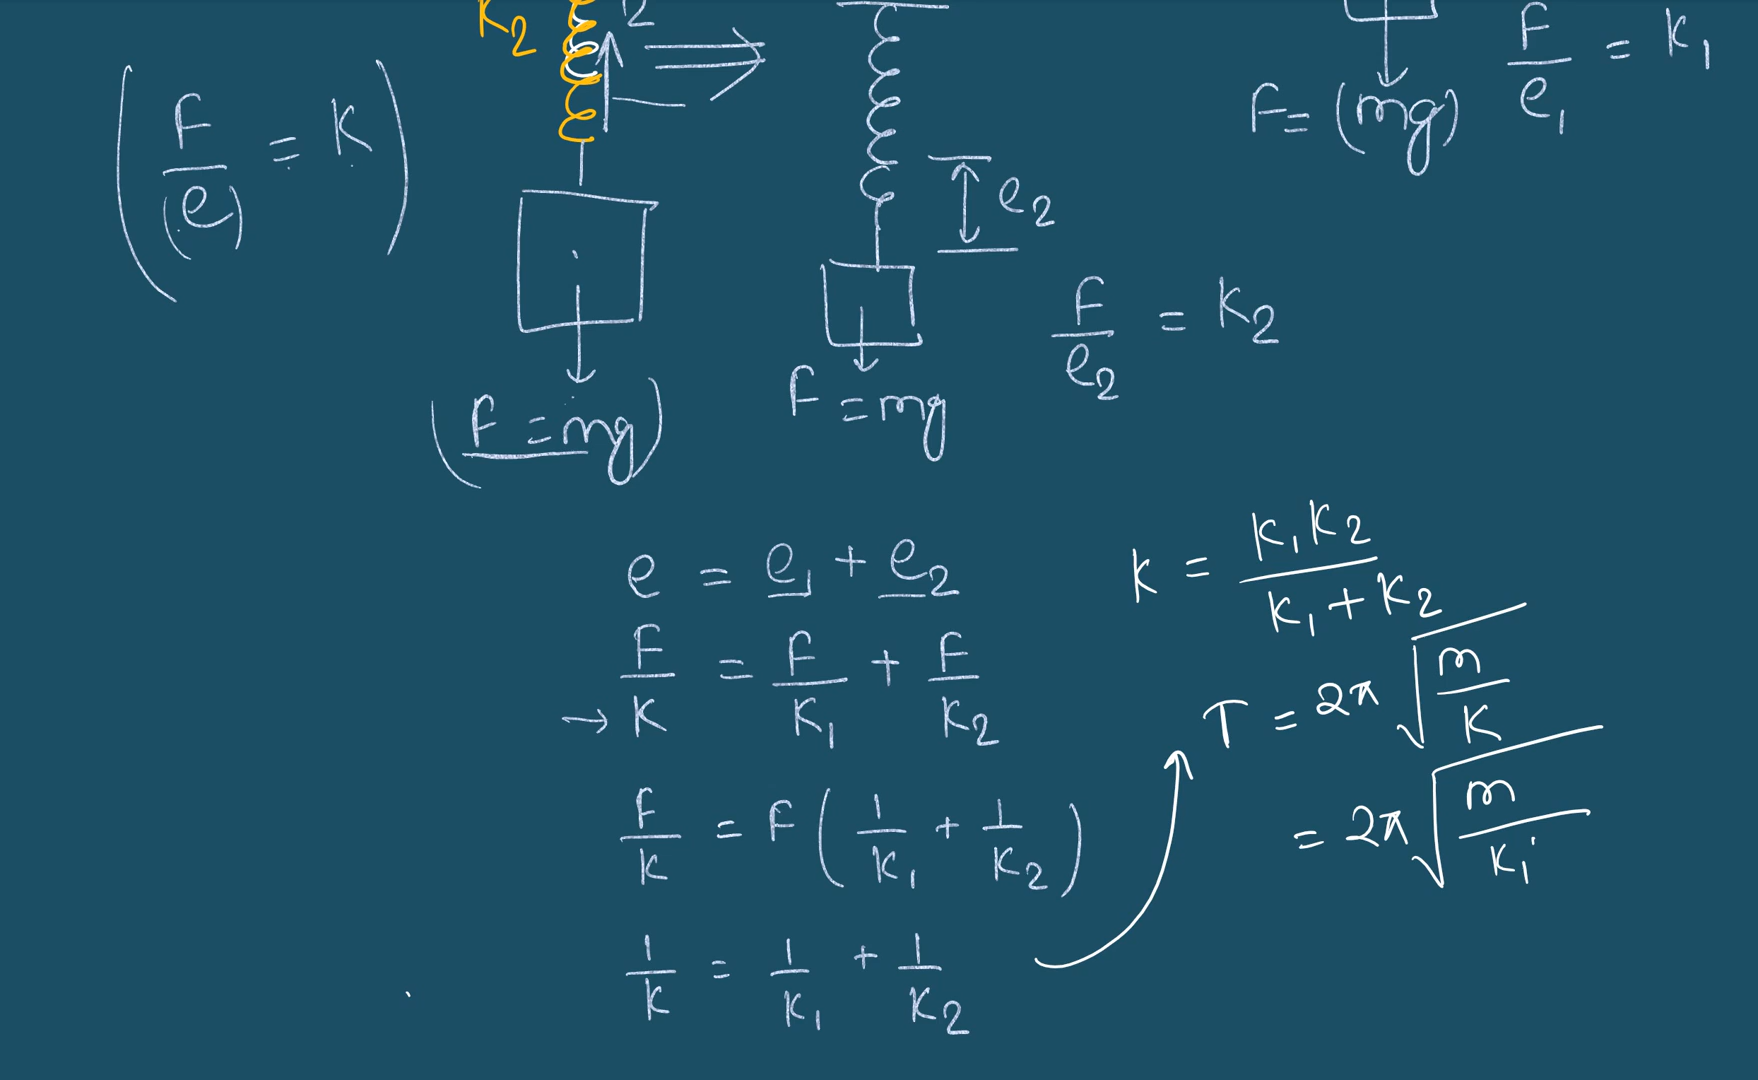 K₂ 2
F/e₁ = K₁
(F/(e) = K)
F = (mg)
e₂
F/e₂ = K₂
(F = mg)
F = mg
K = K₁K₂/K₁ + K₂
e = e₁ + e₂
→ F/K = F/K₁ + F/K₂
T = 2π √m/K
F/K = F(1/K₁ + 1/K₂)
= 2π √m/K₁
1/K = 1/K₁ + 1/K₂